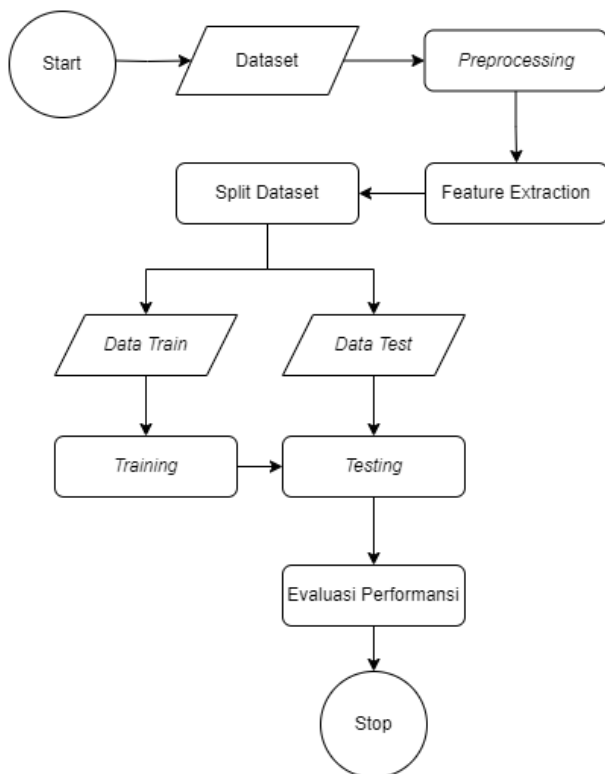 Start
Dataset
Preprocessing
Split Dataset
Feature Extraction
Data Train
Data Test
Training
Testing
Evaluasi Performansi
Stop